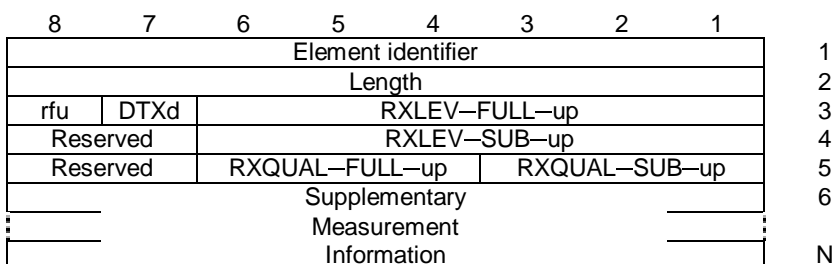 8 7 6 5 4 3 2 1
Element identifier 1
Length 2
rfu DTXd RXLEV–FULL–up 3
Reserved RXLEV–SUB–up 4
Reserved RXQUAL–FULL–up RXQUAL–SUB–up 5
Supplementary 6
Measurement
Information N